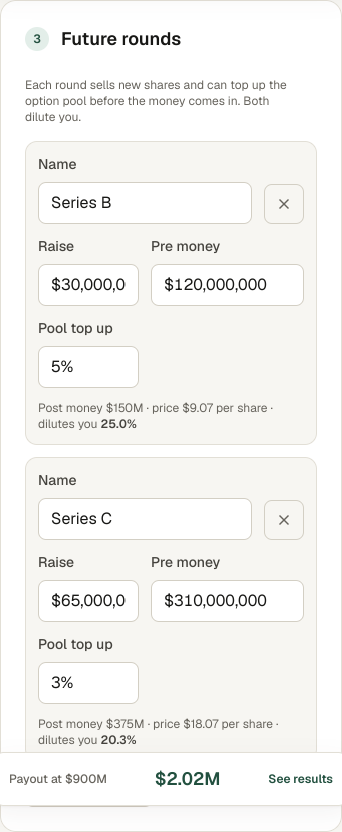 3 Future rounds
Each round sells new shares and can top up the
option pool before the money comes in. Both
dilute you.
Name
Series B
Raise Pre money
$30,000,0 $120,000,000
Pool top up
5%
Post money $150M · price $9.07 per share ·
dilutes you 25.0%
Name
Series C
Raise Pre money
$65,000,0 $310,000,000
Pool top up
3%
Post money $375M · price $18.07 per share ·
dilutes you 20.3%
Payout at $900M $2.02M See results